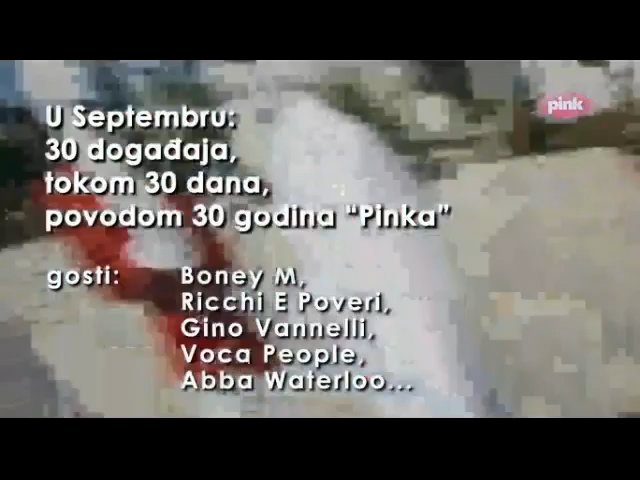 pink
U Septembru:
30 događaja,
tokom 30 dana,
povodom 30 godina “Pinka”
gosti: Boney M,
Ricchi E Poveri,
Gino Vannelli,
Voca People,
Abba Waterloo...